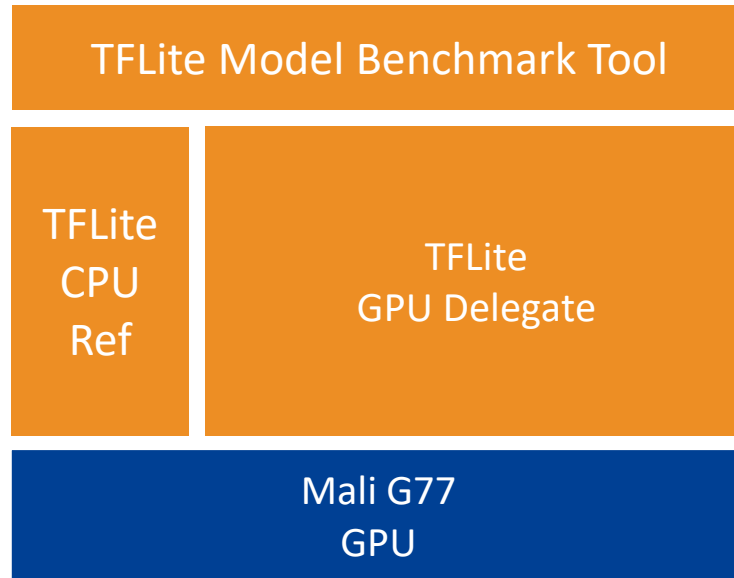 TFLite Model Benchmark Tool
TFLite
CPU
Ref
TFLite
GPU Delegate
Mali G77
GPU